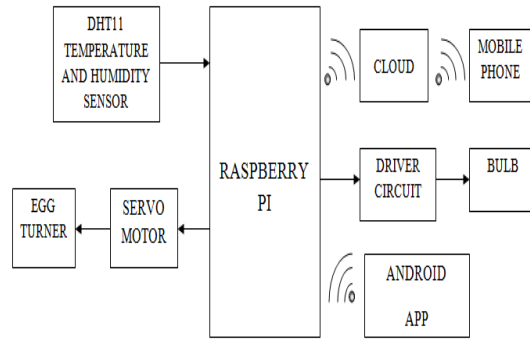 DHT11
TEMPERATURE
AND HUMIDITY
SENSOR
RASPBERRY
PI
CLOUD
MOBILE
PHONE
DRIVER
CIRCUIT
BULB
EGG
TURNER
SERVO
MOTOR
ANDROID
APP